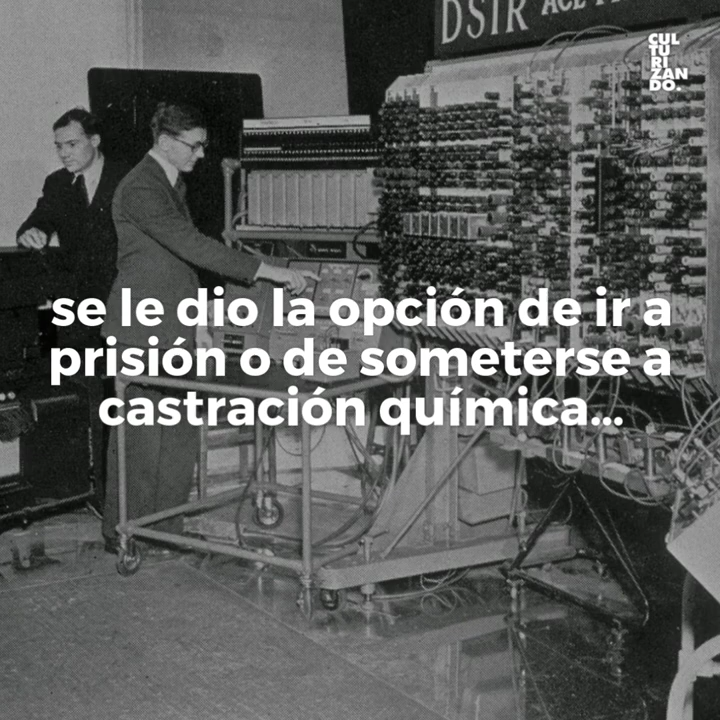 DSIR ACE
CUL
TU
RI
ZAN
DO.
se le dio la opción de ir a
prisión o de someterse a
castración química...